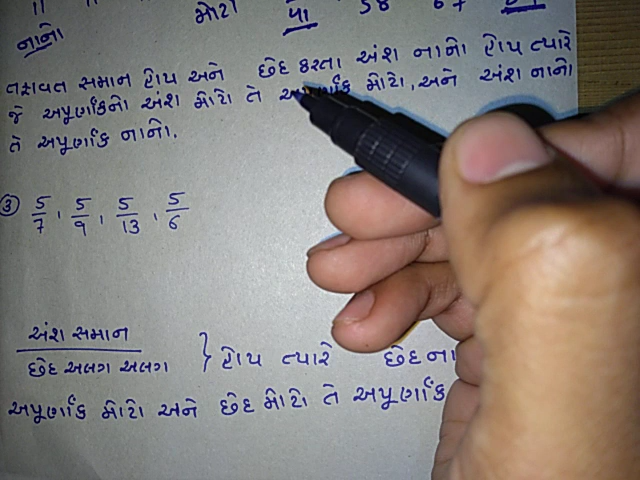 મોટો પા
નાનો
તફાવત સમાન હોય અને છેદ કરતા અંશ નાનો હોય ત્યારે
જે અપૂર્ણાંકનો અંશ મોટો તે અપૂર્ણાંક મોટો, અને અંશ નાનો
તે અપૂર્ણાંક નાનો.
③ 5/7, 5/9, 5/13, 5/6
અંશ સમાન
છેદ અલગ અલગ } હોય ત્યારે છેદ ના
અપૂર્ણાંક મોટો અને છેદ મોટો તે અપૂર્ણાંક